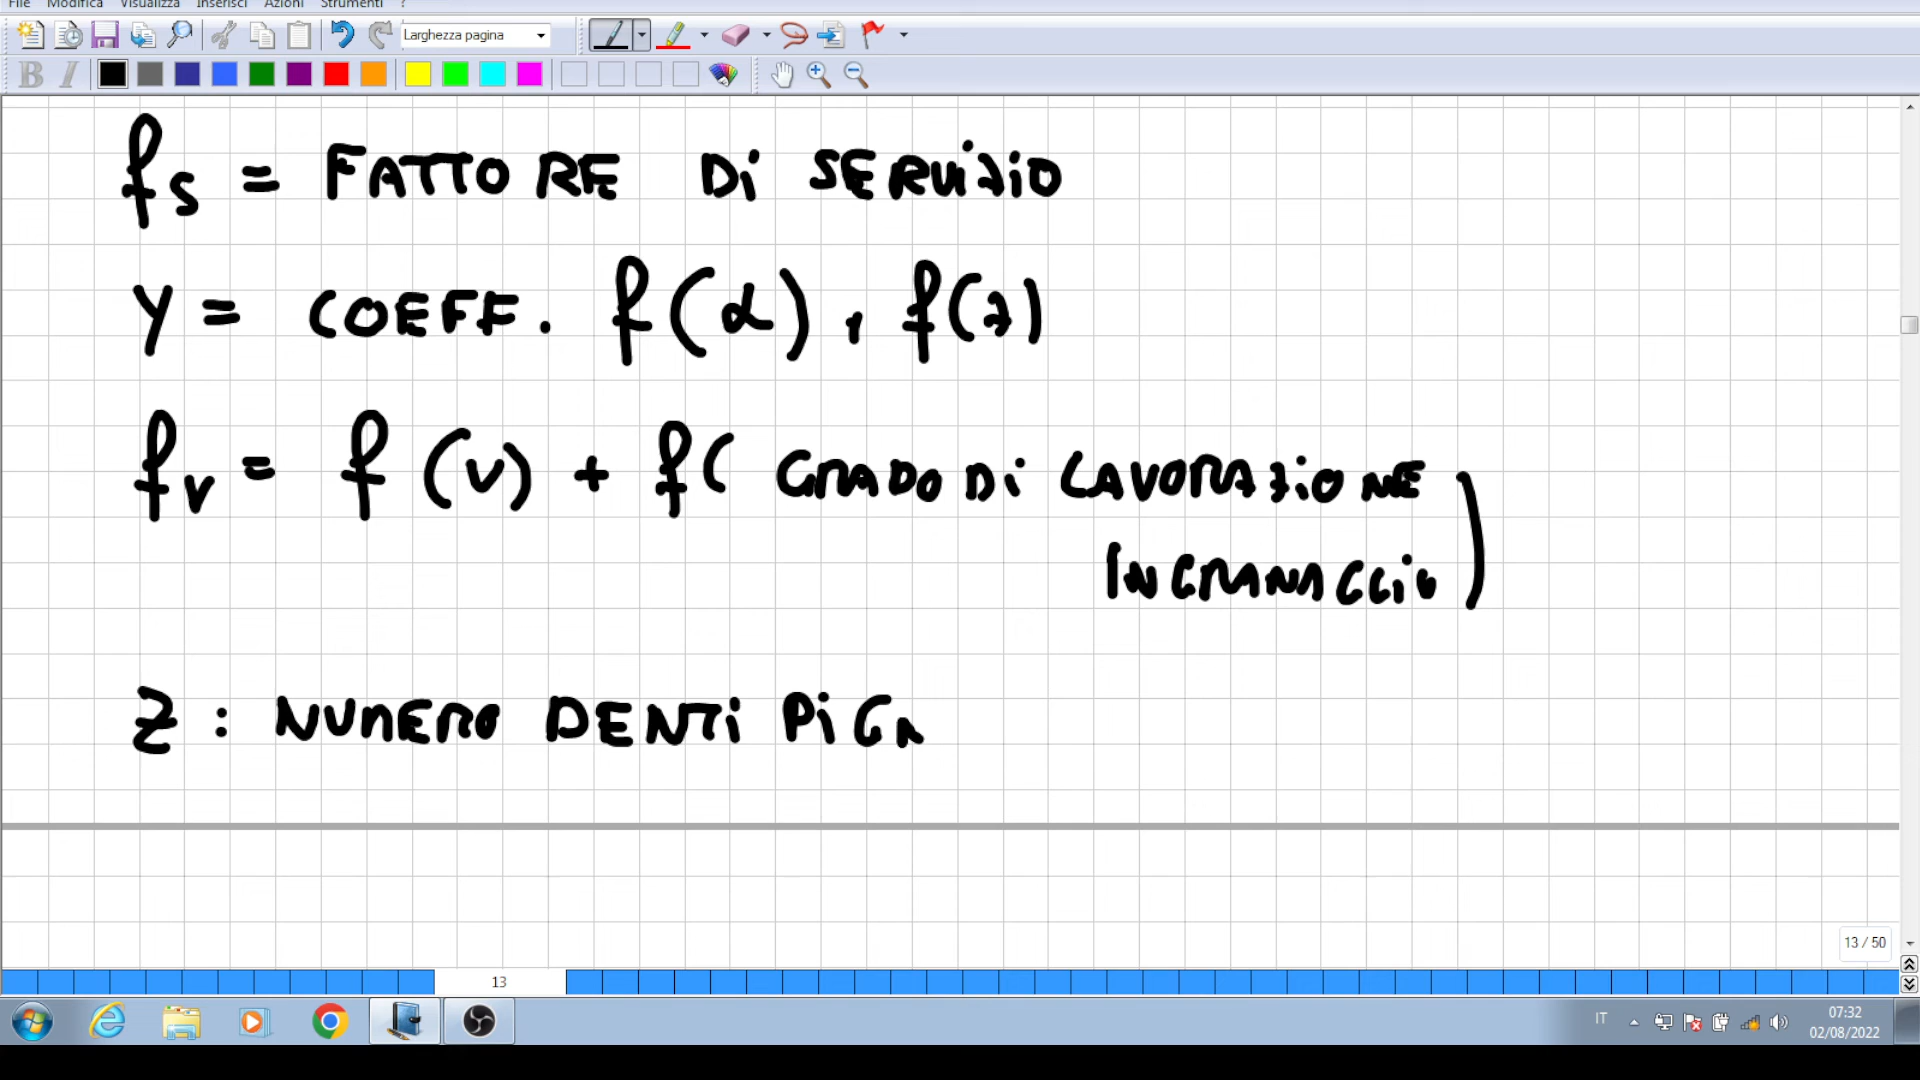 File Modifica Visualizza Inserisci Azioni Strumenti ?
Larghezza pagina
B I
fs = FATTORE Di SERVIZIO
Y = COEFF. f(α), f(z)
fv = f (v) + f( GRADO Di LAVORAZIONE
INGRANAGGIO )
Z : NUMERO DENTI PiGN
13 / 50
13
IT
07:32
02/08/2022